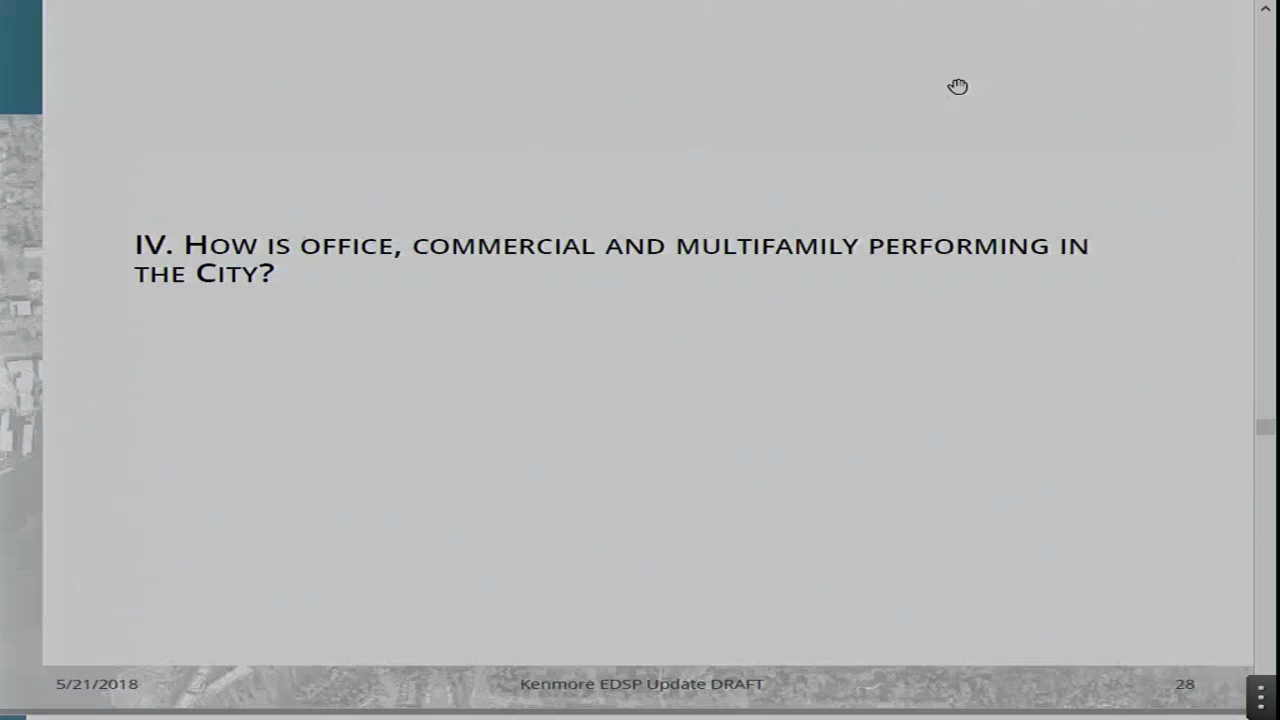 IV. How is office, commercial and multifamily performing in
the City?
5/21/2018
Kenmore EDSP Update DRAFT
28